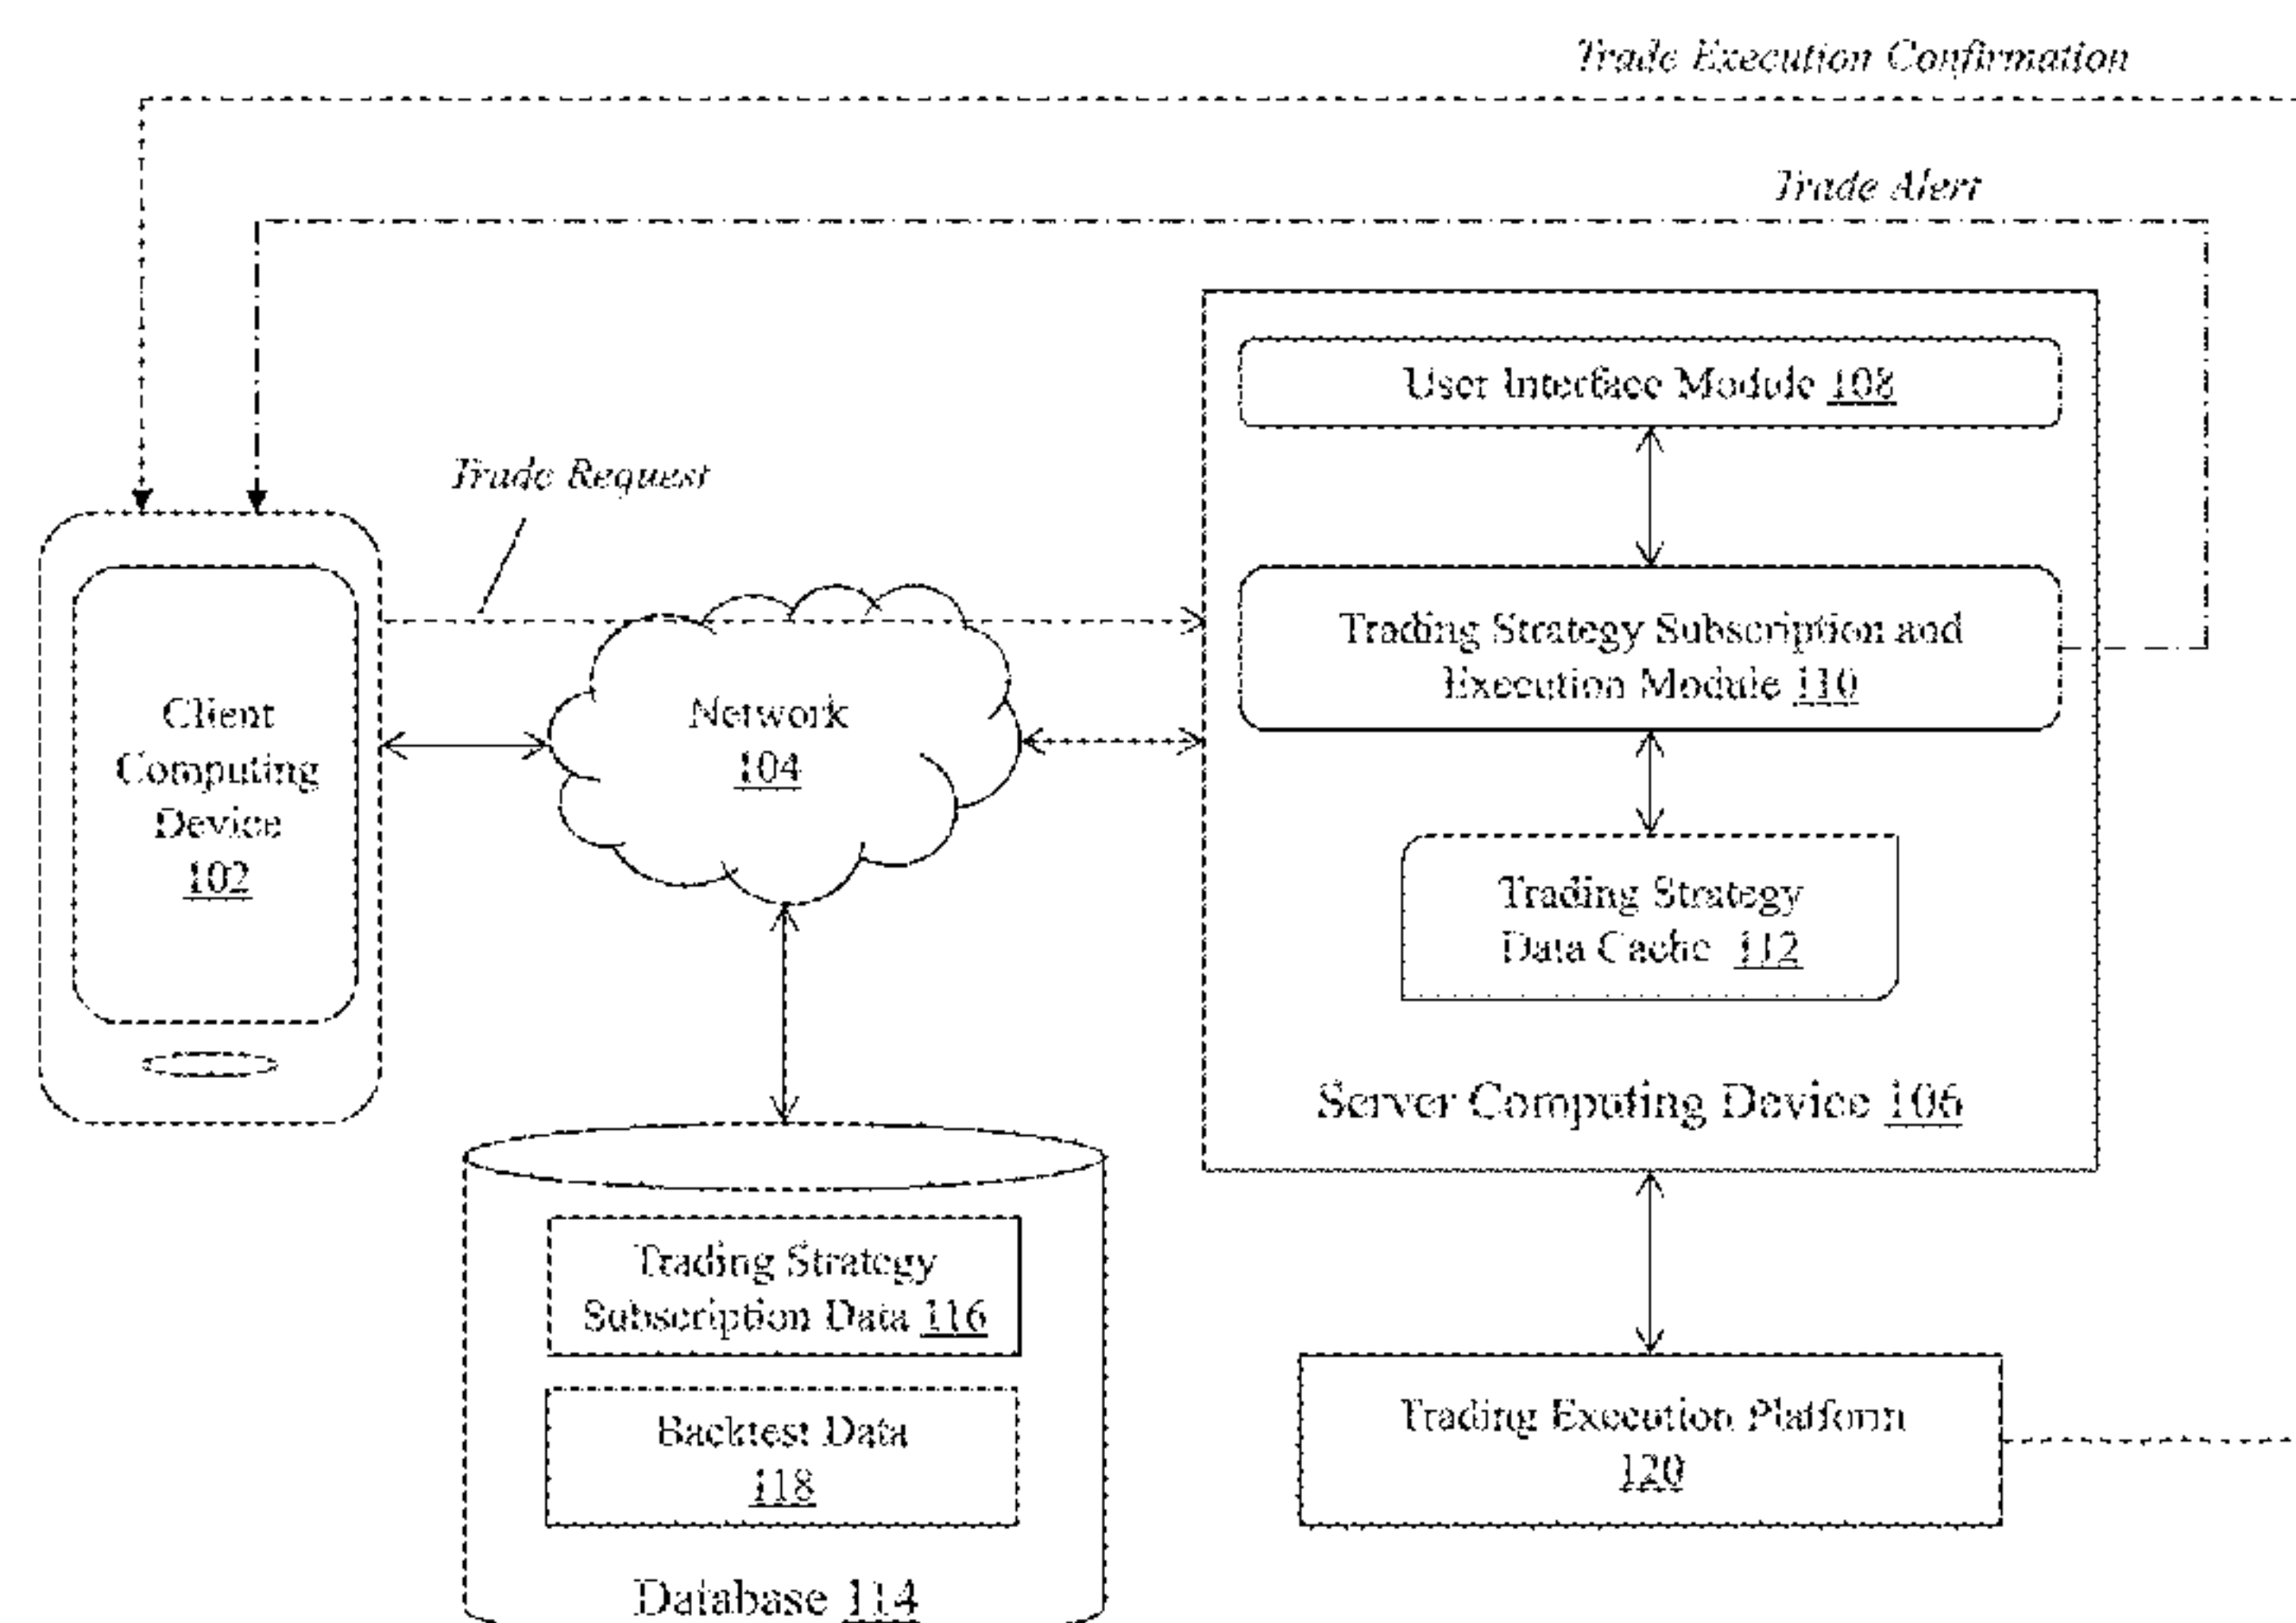 Trade Execution Confirmation
Trade Alert
Trade Request
User Interface Module 108
Trading Strategy Subscription and
Execution Module 110
Client
Computing
Device
102
Network
104
Trading Strategy
Data Cache 112
Server Computing Device 106
Trading Strategy
Subscription Data 116
Backtest Data
118
Database 114
Trading Execution Platform
120